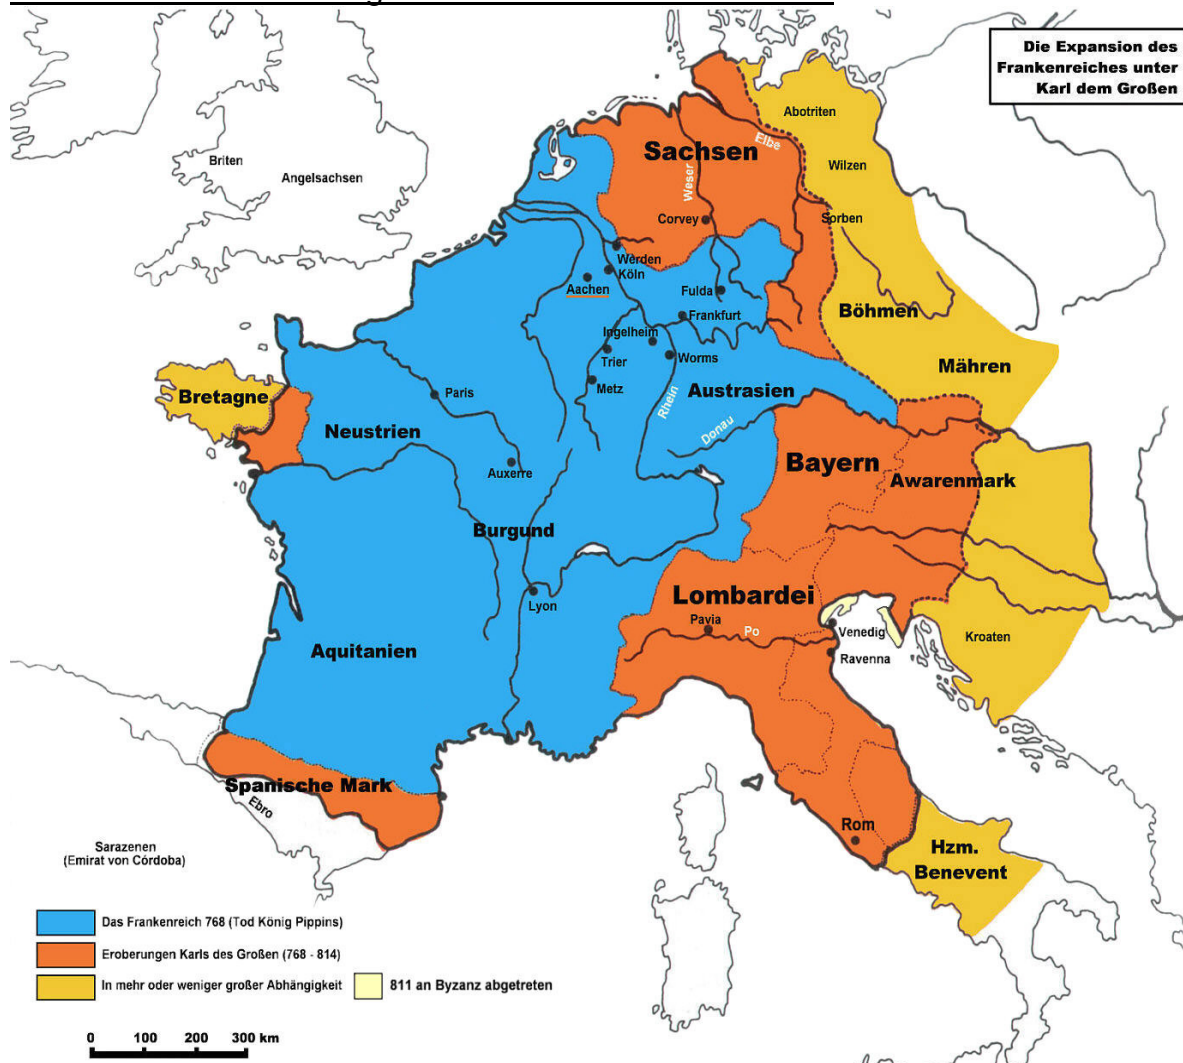 Die Expansion des
Frankenreiches unter
Karl dem Großen
Abotriten
Elbe
Briten
Angelsachsen
Sachsen
Wilzen
Weser
Corvey
Sorben
Werden
Köln
Aachen
Fulda
Böhmen
Frankfurt
Ingelheim
Trier
Worms
Mähren
Metz
Rhein
Austrasien
Bretagne
Paris
Neustrien
Donau
Auxerre
Bayern
Awarenmark
Burgund
Lombardei
Lyon
Pavia
Po
Venedig
Kroaten
Aquitanien
Ravenna
Spanische Mark
Ebro
Rom
Sarazenen
(Emirat von Córdoba)
Hzm.
Benevent
Das Frankenreich 768 (Tod König Pippins)
Eroberungen Karls des Großen (768 - 814)
In mehr oder weniger großer Abhängigkeit
811 an Byzanz abgetreten
0 100 200 300 km